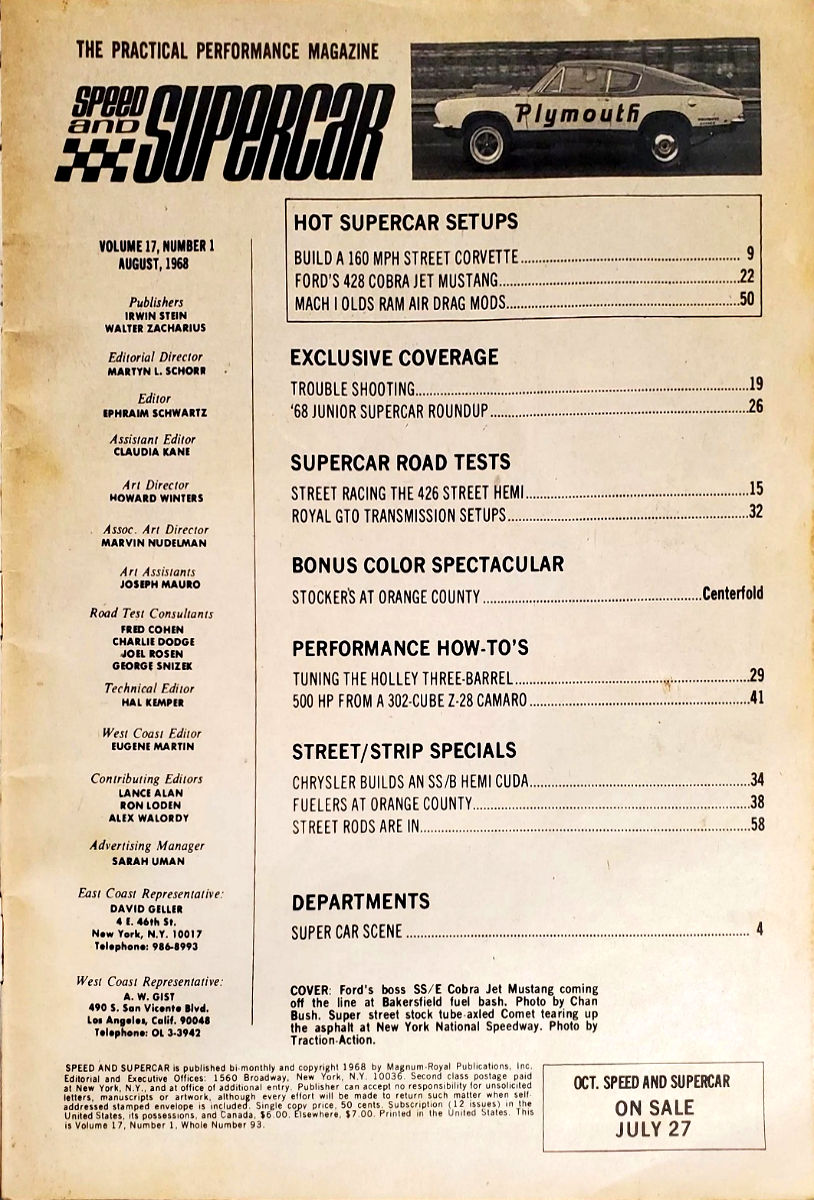 THE PRACTICAL PERFORMANCE MAGAZINE
SPEED
and
SUPERCAR
Plymouth
VOLUME 17, NUMBER 1
AUGUST, 1968
Publishers
IRWIN STEIN
WALTER ZACHARIUS
Editorial Director
MARTYN L. SCHORR
Editor
EPHRAIM SCHWARTZ
Assistant Editor
CLAUDIA KANE
Art Director
HOWARD WINTERS
Assoc. Art Director
MARVIN NUDELMAN
Art Assistants
JOSEPH MAURO
Road Test Consultants
FRED COHEN
CHARLIE DODGE
JOEL ROSEN
GEORGE SNIZEK
Technical Editor
HAL KEMPER
West Coast Editor
EUGENE MARTIN
Contributing Editors
LANCE ALAN
RON LODEN
ALEX WALORDY
Advertising Manager
SARAH UMAN
East Coast Representative:
DAVID GELLER
4 E. 46th St.
New York, N.Y. 10017
Telephone: 986-8993
West Coast Representative:
A. W. GIST
490 S. San Vicente Blvd.
Los Angeles, Calif. 90048
Telephone: OL 3-3942
HOT SUPERCAR SETUPS
BUILD A 160 MPH STREET CORVETTE 9
FORD'S 428 COBRA JET MUSTANG 22
MACH I OLDS RAM AIR DRAG MODS 50
EXCLUSIVE COVERAGE
TROUBLE SHOOTING 19
'68 JUNIOR SUPERCAR ROUNDUP 26
SUPERCAR ROAD TESTS
STREET RACING THE 426 STREET HEMI 15
ROYAL GTO TRANSMISSION SETUPS 32
BONUS COLOR SPECTACULAR
STOCKER'S AT ORANGE COUNTY Centerfold
PERFORMANCE HOW-TO'S
TUNING THE HOLLEY THREE-BARREL 29
500 HP FROM A 302-CUBE Z-28 CAMARO 41
STREET/STRIP SPECIALS
CHRYSLER BUILDS AN SS/B HEMI CUDA 34
FUELERS AT ORANGE COUNTY 38
STREET RODS ARE IN 58
DEPARTMENTS
SUPER CAR SCENE 4
COVER: Ford's boss SS/E Cobra Jet Mustang coming
off the line at Bakersfield fuel bash. Photo by Chan
Bush. Super street stock tube-axled Comet tearing up
the asphalt at New York National Speedway. Photo by
Traction-Action.
SPEED AND SUPERCAR is published bi-monthly and copyright 1968 by Magnum-Royal Publications, Inc.
Editorial and Executive Offices: 1560 Broadway, New York, N.Y. 10036. Second class postage paid
at New York, N.Y., and at office of additional entry. Publisher can accept no responsibility for unsolicited
letters, manuscripts or artwork, although every effort will be made to return such matter when self-
addressed stamped envelope is included. Single copy price, 50 cents. Subscription (12 issues) in the
United States, its possessions, and Canada, $6.00. Elsewhere, $7.00. Printed in the United States. This
is Volume 17, Number 1, Whole Number 93.
OCT. SPEED AND SUPERCAR
ON SALE
JULY 27